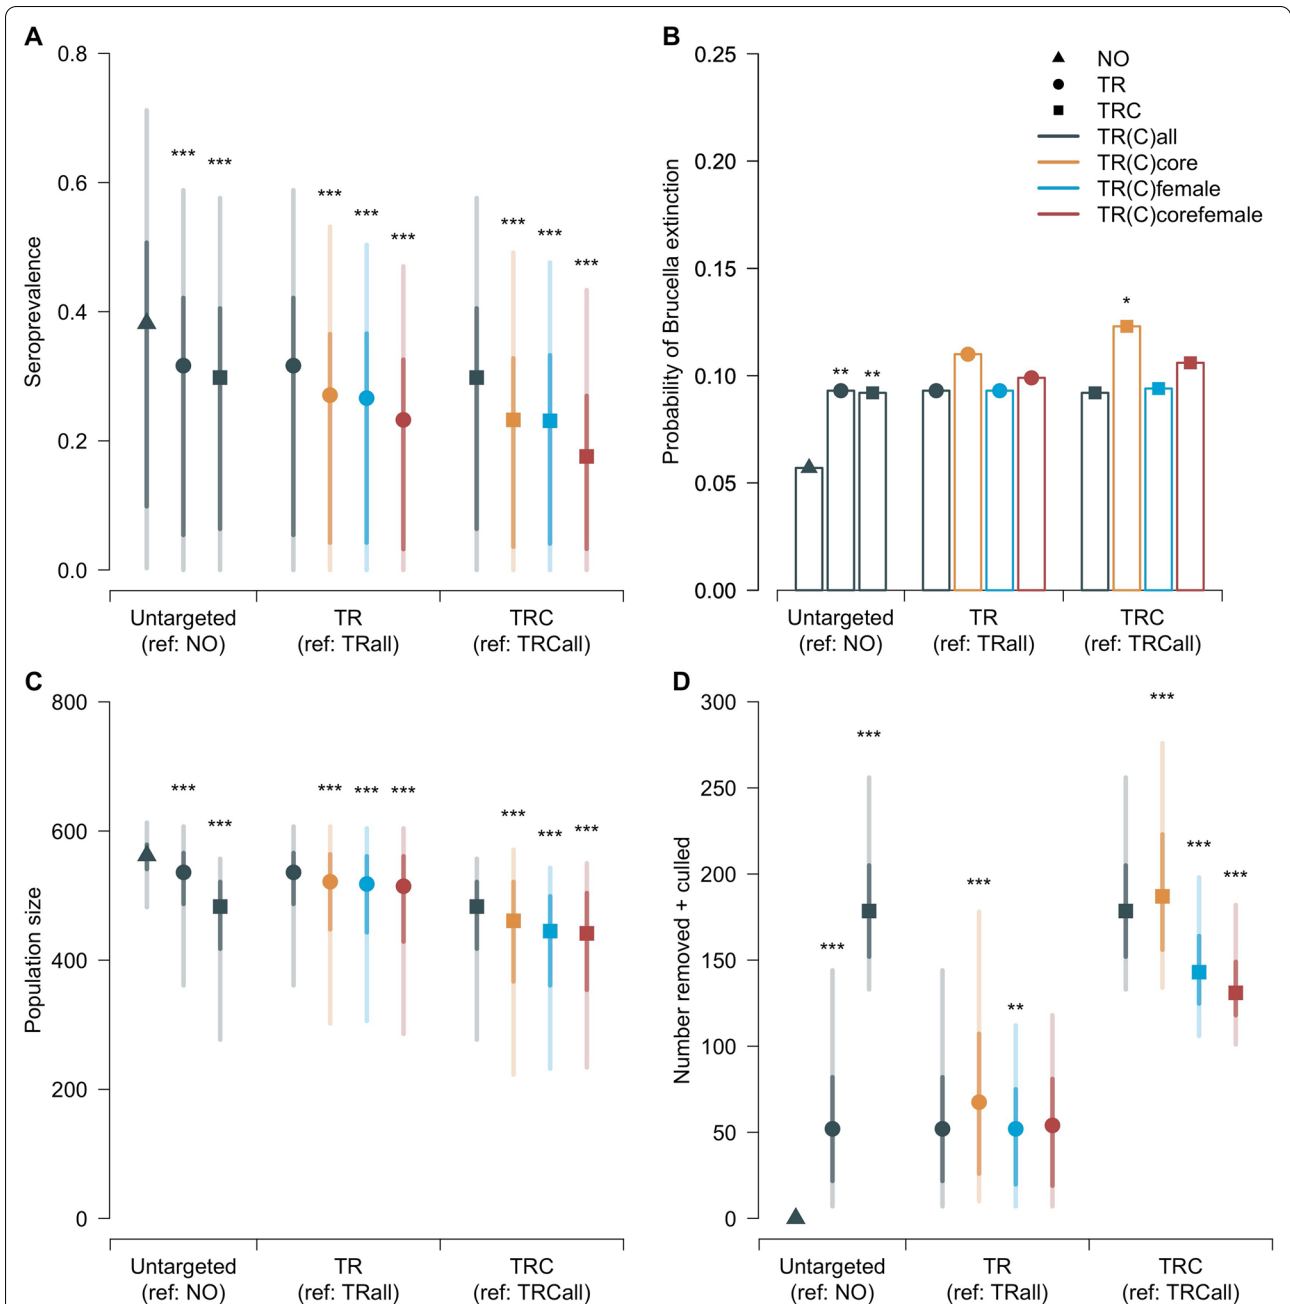 A
0.8
0.6
0.4
0.2
0.0
Seroprevalence
***
***
***
***
***
***
***
***
Untargeted
(ref: NO)
TR
(ref: TRall)
TRC
(ref: TRCall)
B
0.25
0.20
0.15
0.10
0.05
0.00
Probability of Brucella extinction
NO
TR
TRC
TR(C)all
TR(C)core
TR(C)female
TR(C)corefemale
**
**
*
Untargeted
(ref: NO)
TR
(ref: TRall)
TRC
(ref: TRCall)
C
800
600
400
200
0
Population size
***
***
***
***
***
***
***
***
Untargeted
(ref: NO)
TR
(ref: TRall)
TRC
(ref: TRCall)
D
300
250
200
150
100
50
0
Number removed + culled
***
***
***
**
***
***
***
Untargeted
(ref: NO)
TR
(ref: TRall)
TRC
(ref: TRCall)